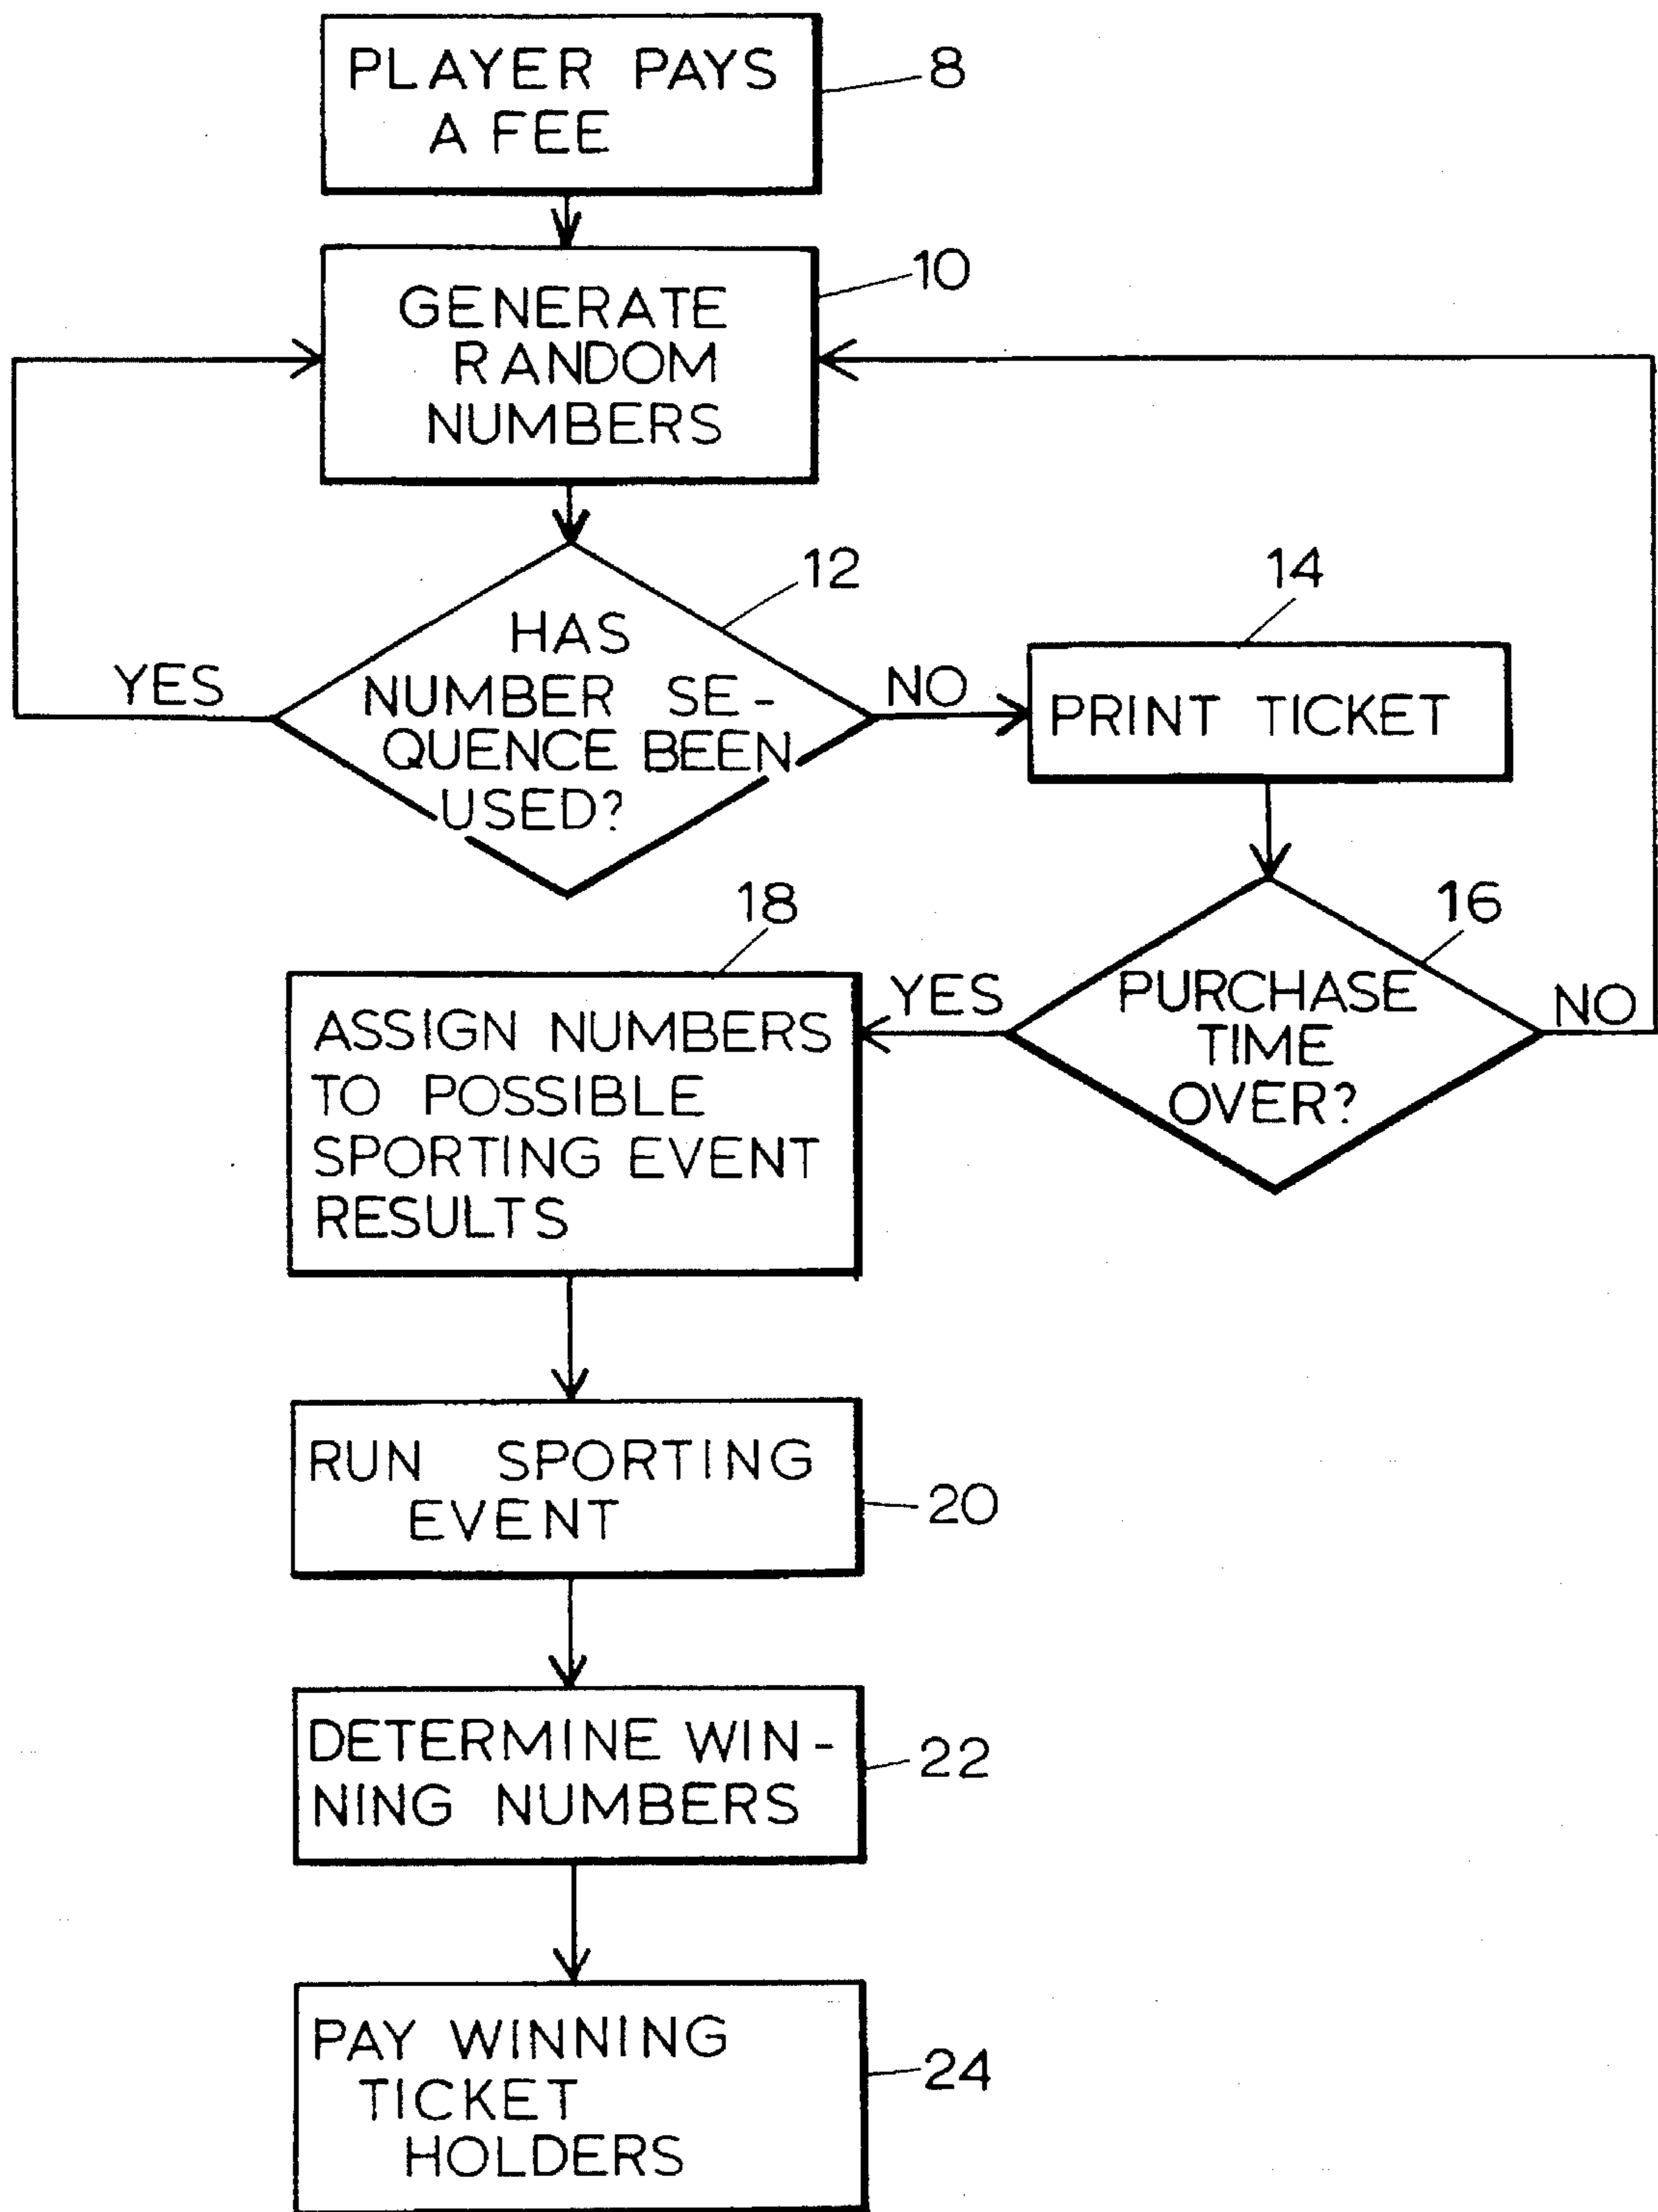 PLAYER PAYS
A FEE
8
GENERATE
RANDOM
NUMBERS
10
HAS
NUMBER SE-
QUENCE BEEN
USED?
12
YES
NO
PRINT TICKET
14
PURCHASE
TIME
OVER?
16
YES
NO
ASSIGN NUMBERS
TO POSSIBLE
SPORTING EVENT
RESULTS
18
RUN SPORTING
EVENT
20
DETERMINE WIN-
NING NUMBERS
22
PAY WINNING
TICKET
HOLDERS
24